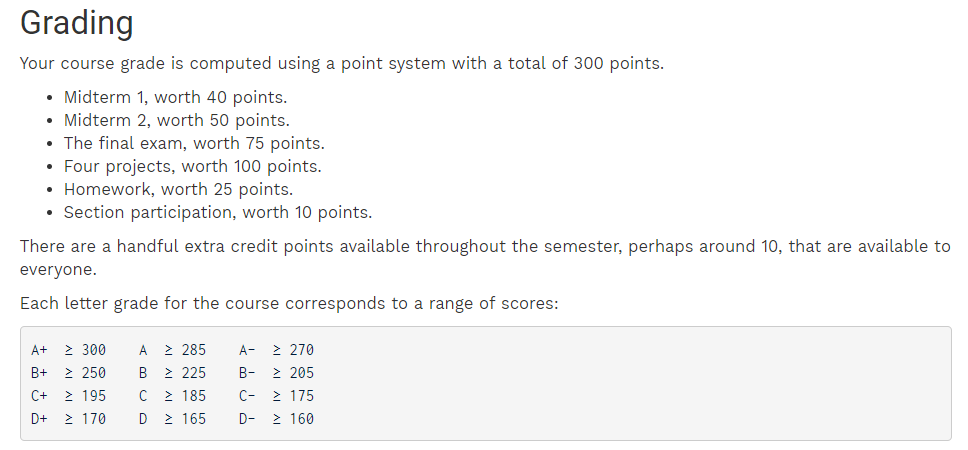 Grading
Your course grade is computed using a point system with a total of 300 points.
• Midterm 1, worth 40 points.
• Midterm 2, worth 50 points.
• The final exam, worth 75 points.
• Four projects, worth 100 points.
• Homework, worth 25 points.
• Section participation, worth 10 points.
There are a handful extra credit points available throughout the semester, perhaps around 10, that are available to
everyone.
Each letter grade for the course corresponds to a range of scores:
A+ ≥ 300 A ≥ 285 A- ≥ 270
B+ ≥ 250 B ≥ 225 B- ≥ 205
C+ ≥ 195 C ≥ 185 C- ≥ 175
D+ ≥ 170 D ≥ 165 D- ≥ 160